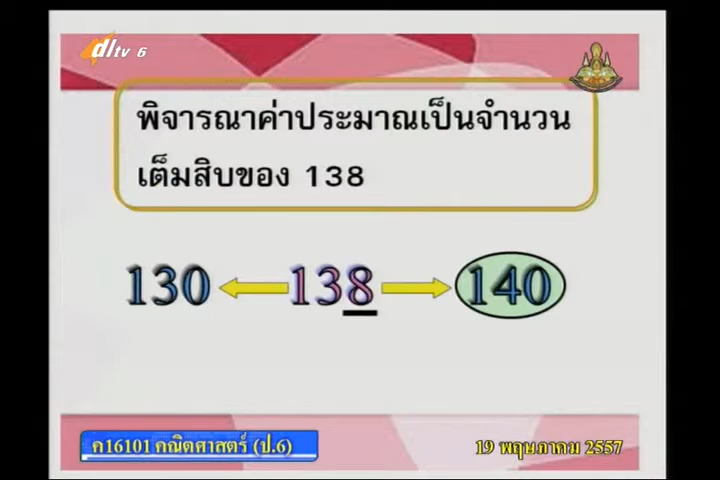 dltv 6
พิจารณาค่าประมาณเป็นจำนวน
เต็มสิบของ 138
130 138 140
ค16101 คณิตศาสตร์ (ป.6)
19 พฤษภาคม 2557